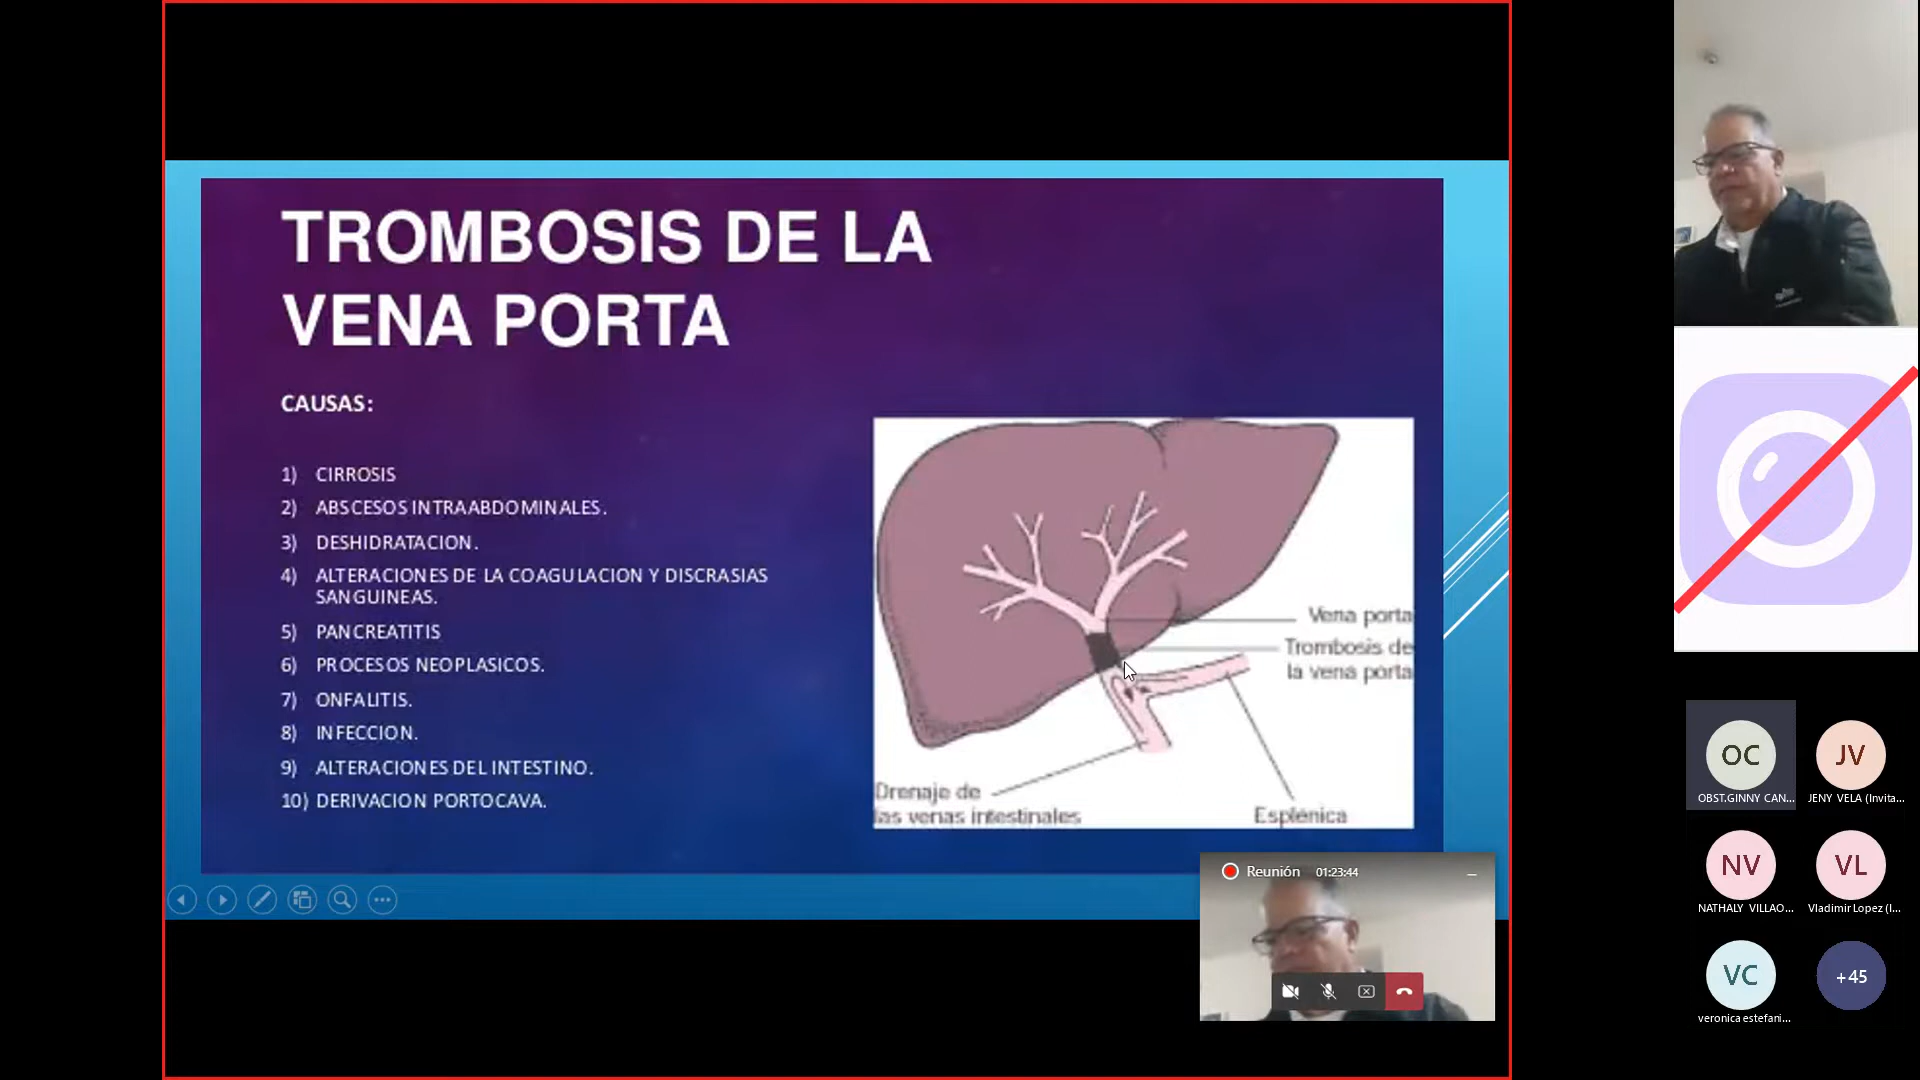 TROMBOSIS DE LA
VENA PORTA
CAUSAS:
1) CIRROSIS
2) ABSCESOS INTRAABDOMINALES.
3) DESHIDRATACION.
4) ALTERACIONES DE LA COAGULACION Y DISCRASIAS
SANGUINEAS.
5) PANCREATITIS
6) PROCESOS NEOPLASICOS.
7) ONFALITIS.
8) INFECCION.
9) ALTERACIONES DEL INTESTINO.
10) DERIVACION PORTOCAVA.
Vena porta
Trombosis de
la vena porta
Drenaje de
las venas intestinales
Esplénica
Reunión 01:23:44
OC
OBST.GINNY CAN...
JV
JENY VELA (Invita...
NV
NATHALY VILLAO...
VL
Vladimir Lopez (I...
VC
veronica estefani...
+45